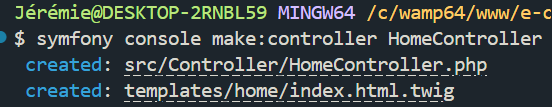 Jérémie@DESKTOP-2RNBL59 MINGW64 /c/wamp64/www/e-c
$ symfony console make:controller HomeController
created: src/Controller/HomeController.php
created: templates/home/index.html.twig